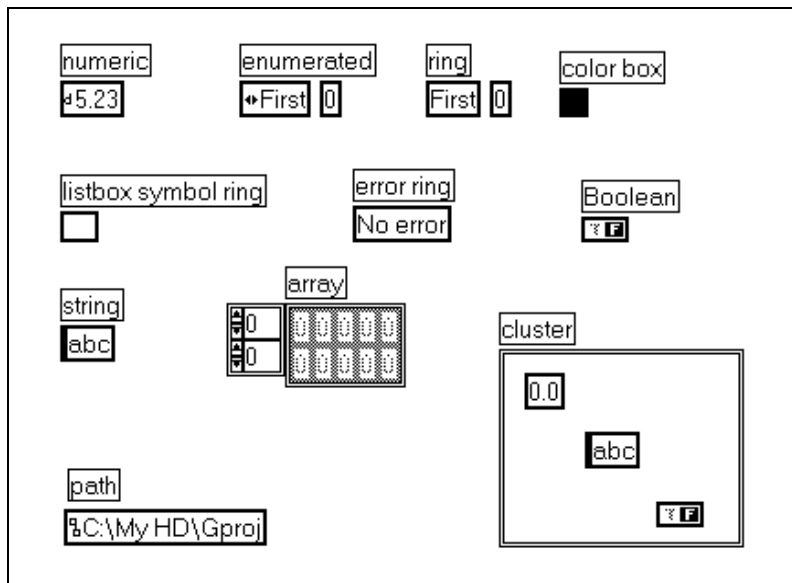 numeric
5.23
enumerated
First 0
ring
First 0
color box
listbox symbol ring
error ring
No error
Boolean
F
string
abc
array
0 0 0 0 0 0
0 0 0 0 0 0
cluster
0.0
abc
F
path
C:\My HD\Gproj